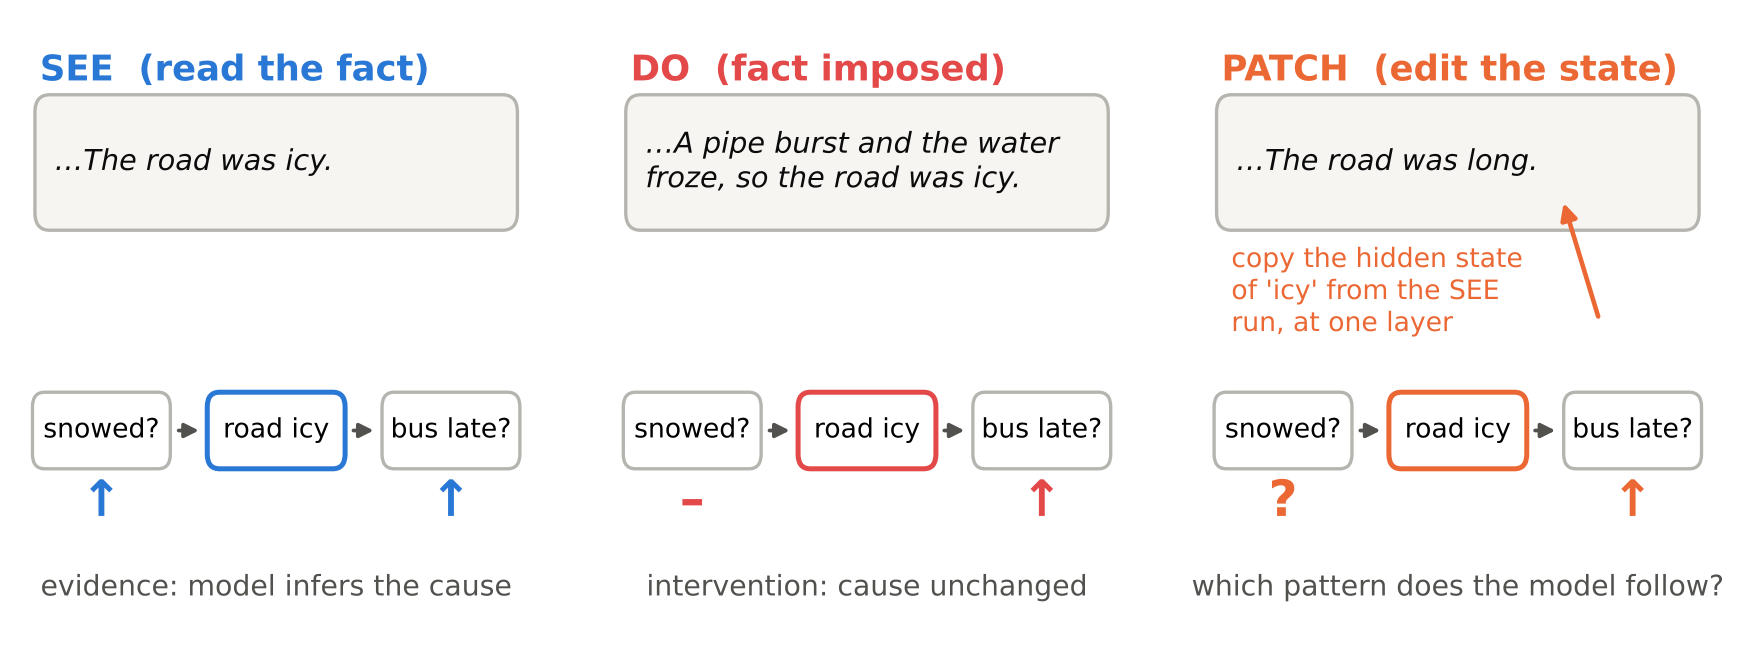 SEE (read the fact)
…The road was icy.
snowed?
road icy
bus late?
↑
↑
evidence: model infers the cause
DO (fact imposed)
…A pipe burst and the water
froze, so the road was icy.
snowed?
road icy
bus late?
–
↑
intervention: cause unchanged
PATCH (edit the state)
…The road was long.
copy the hidden state
of 'icy' from the SEE
run, at one layer
snowed?
road icy
bus late?
?
↑
which pattern does the model follow?